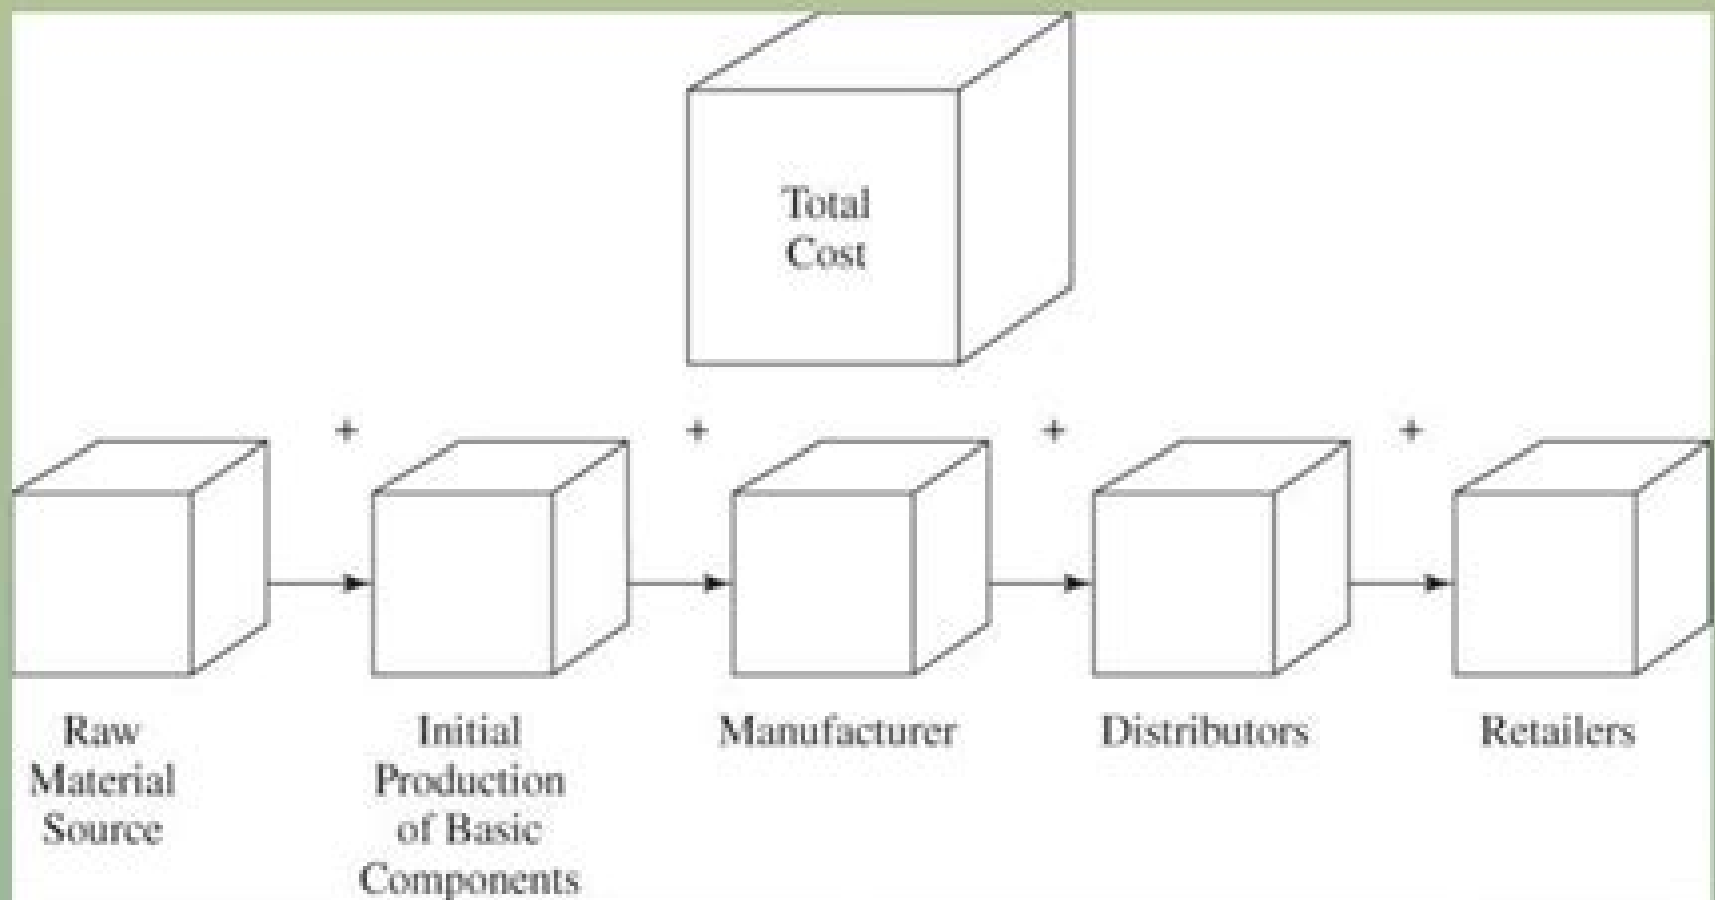 Total
Cost
+ + + +
Raw
Material
Source
Initial
Production
of Basic
Components
Manufacturer
Distributors
Retailers